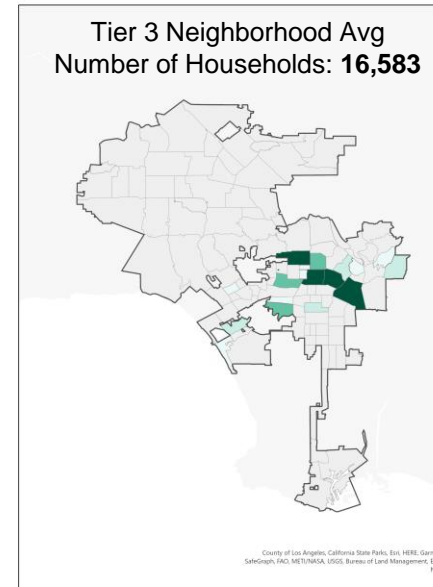 Tier 3 Neighborhood Avg
Number of Households: 16,583
County of Los Angeles, California State Parks, Esri, HERE,
SafeGraph, FAO, METI/NASA, USGS, Bureau of Land Management,